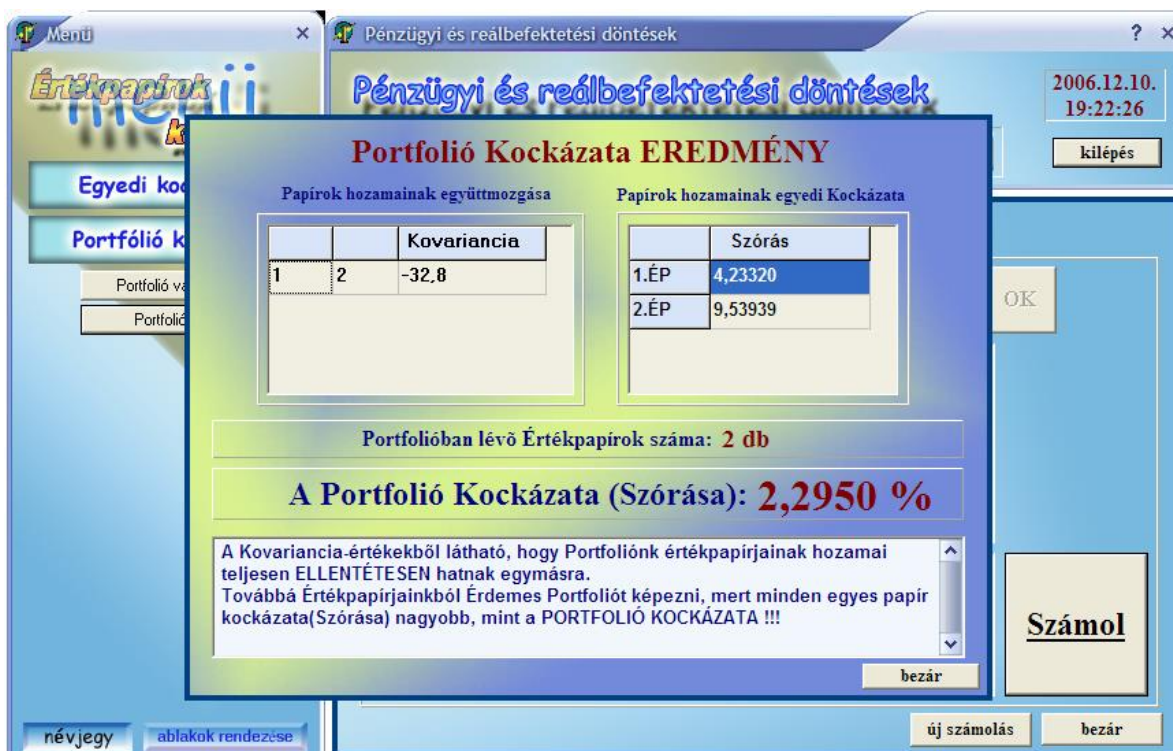 Menü
Pénzügyi és reálbefektetési döntések
Értékpapírok
menü
Pénzügyi és reálbefektetési döntések
2006.12.10.
19:22:26
kilépés
Egyedi
Portfólió
Portfolió
Portfolió
Portfolió Kockázata EREDMÉNY
Papírok hozamainak együttmozgása
Papírok hozamainak egyedi Kockázata
Kovariancia
1 2 -32,8
Szórás
1.ÉP 4,23320
2.ÉP 9,53939
OK
Portfolióban lévõ Értékpapírok száma: 2 db
A Portfolió Kockázata (Szórása): 2,2950 %
A Kovariancia-értékekből látható, hogy Portfoliónk értékpapírjainak hozamai
teljesen ELLENTÉTESEN hatnak egymásra.
Továbbá Értékpapírjainkból Érdemes Portfoliót képezni, mert minden egyes papír
kockázata(Szórása) nagyobb, mint a PORTFOLIÓ KOCKÁZATA !!!
Számol
bezár
névjegy
ablakok rendezése
új számolás
bezár